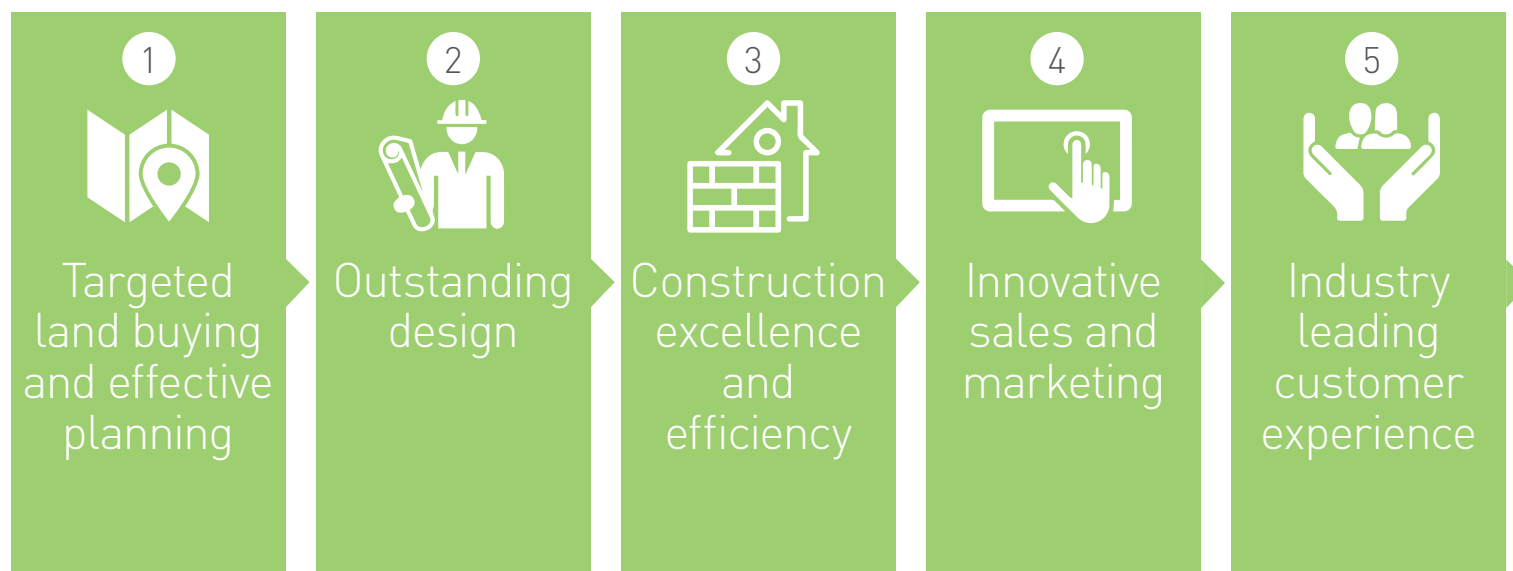 1
Targeted
land buying
and effective
planning
2
Outstanding
design
3
Construction
excellence
and
efficiency
4
Innovative
sales and
marketing
5
Industry
leading
customer
experience